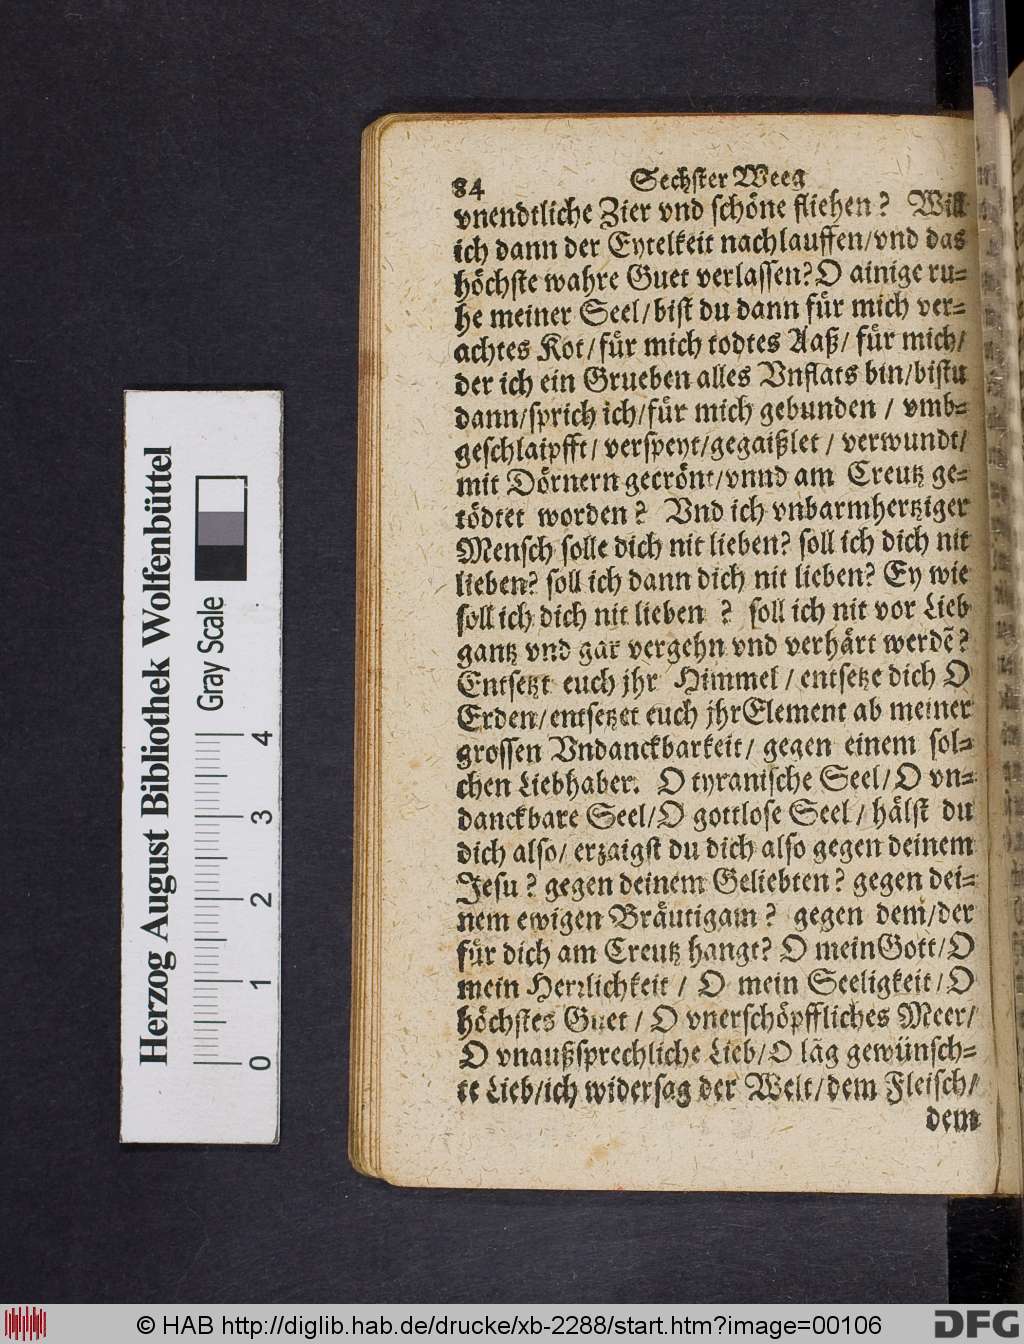 84 Sechster Weeg
vnendtliche Zier vnd schöne fliehen? Will
ich dann der Eytelkeit nachlauffen/vnd das
höchste wahre Guet verlassen? O ainige ru-
he meiner Seel/bist du dann für mich ver-
achtes Kot/für mich todtes Aaß/ für mich/
der ich ein Grueben alles Vnflats bin/bistu
dann/sprich ich/für mich gebunden / vmb-
geschlaipfft/ verspeyt/gegaißlet / verwundt/
mit Dörnern gecrönt/vnnd am Creutz ge-
tödtet worden? Vnd ich vnbarmhertziger
Mensch solle dich nit lieben? soll ich dich nit
lieben? soll ich dann dich nit lieben? Ey wie
soll ich dich nit lieben ? soll ich nit vor Lieb
gantz vnd gar vergehn vnd verhärt werdẽ?
Entsetzt euch jhr Himmel / entsetze dich O
Erden/entsetzet euch jhr Element ab meiner
grossen Vndanckbarkeit/ gegen einem sol-
chen Liebhaber. O tyranische Seel/O vn-
danckbare Seel/O gottlose Seel / hälst du
dich also/ erzaigst du dich also gegen deinem
Jesu? gegen deinem Geliebten? gegen dei-
nem ewigen Bräutigam? gegen dem/der
für dich am Creutz hangt? O mein Gott/O
mein Herrlichkeit / O mein Seeligkeit/O
höchstes Guet / O vnerschöpffliches Meer/
O vnaußsprechliche Lieb/O lãg gewünsch-
te Lieb/ich widersag der Welt/dem Fleisch/
dem
Herzog August Bibliothek Wolfenbüttel
Gray Scale
0 1 2 3 4
© HAB http://diglib.hab.de/drucke/xb-2288/start.htm?image=00106
DFG